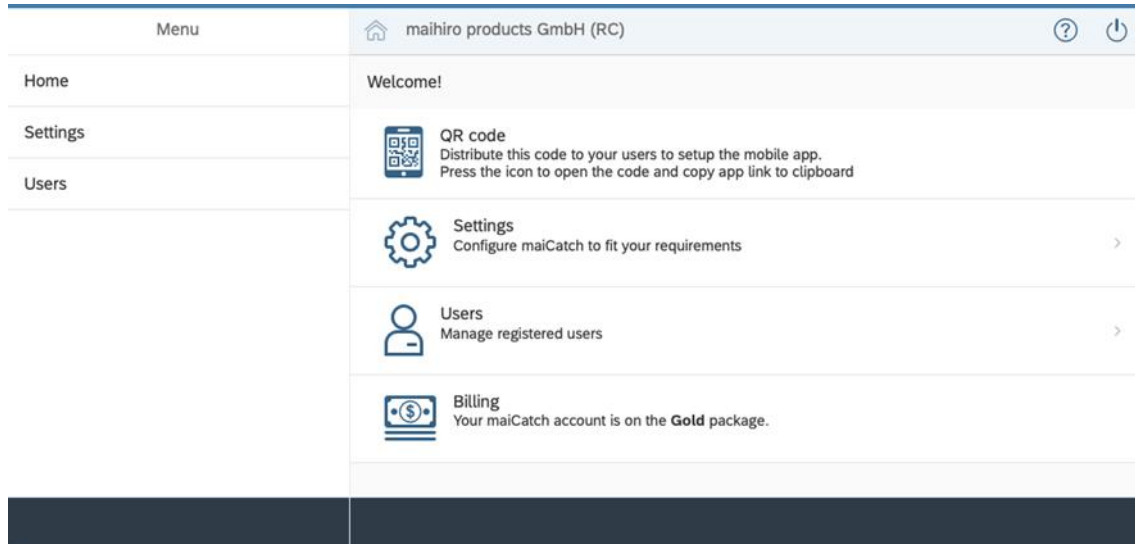 Menu
maihiro products GmbH (RC)
Home
Settings
Users
Welcome!
QR code
Distribute this code to your users to setup the mobile app.
Press the icon to open the code and copy app link to clipboard
Settings
Configure maiCatch to fit your requirements
Users
Manage registered users
Billing
Your maiCatch account is on the Gold package.